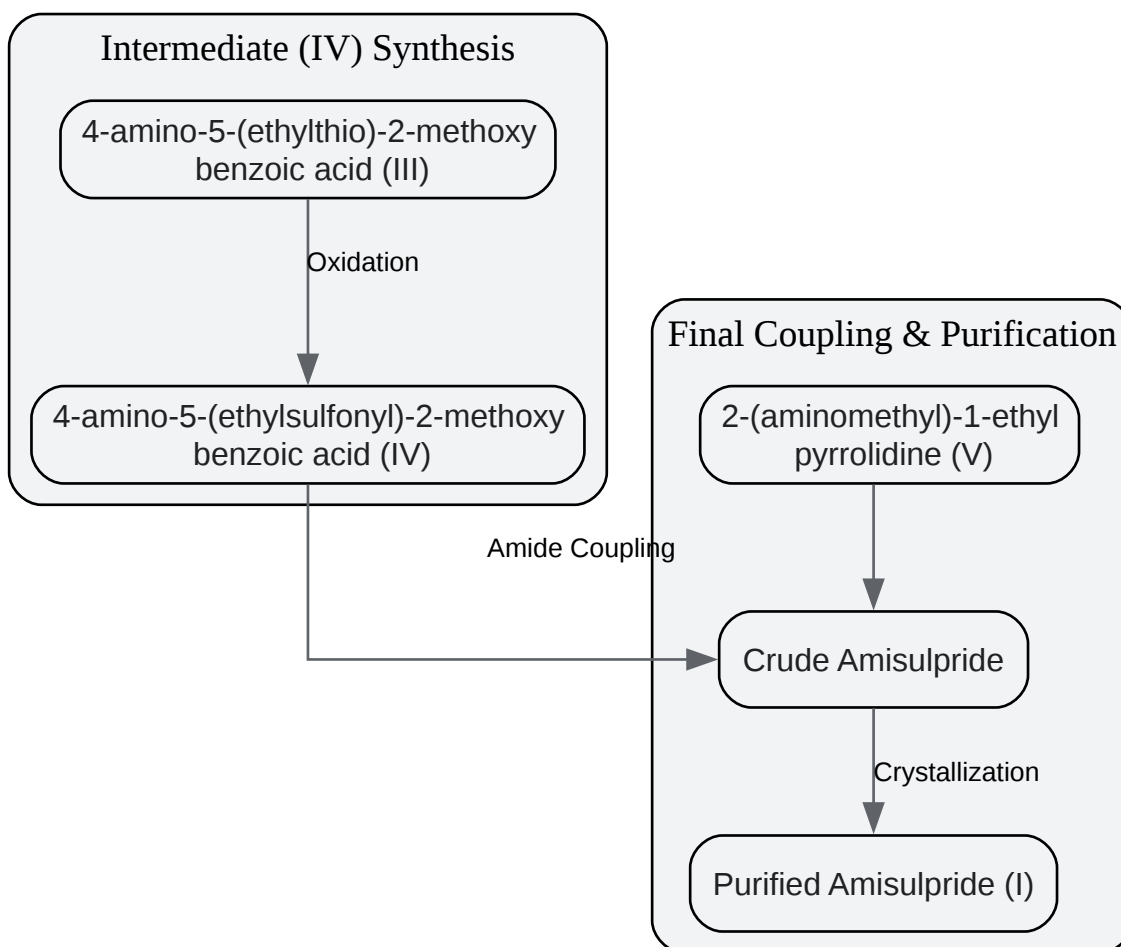 Intermediate (IV) Synthesis
4-amino-5-(ethylthio)-2-methoxy
benzoic acid (III)
Oxidation
4-amino-5-(ethylsulfonyl)-2-methoxy
benzoic acid (IV)
Final Coupling & Purification
2-(aminomethyl)-1-ethyl
pyrrolidine (V)
Amide Coupling
Crude Amisulpride
Crystallization
Purified Amisulpride (I)